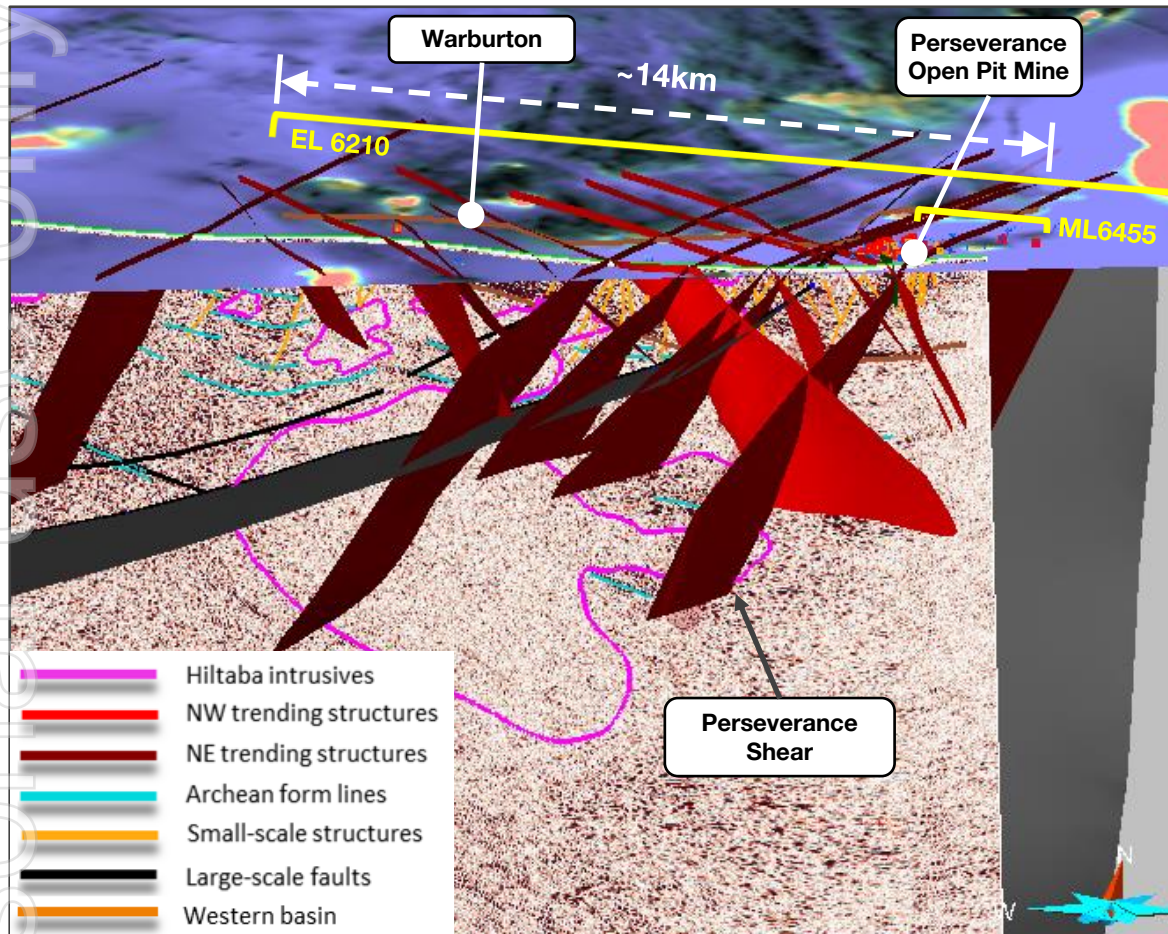 Warburton
Perseverance
Open Pit Mine
~14km
EL 6210
ML6455
Perseverance
Shear
Hiltaba intrusives
NW trending structures
NE trending structures
Archean form lines
Small-scale structures
Large-scale faults
Western basin
N
W